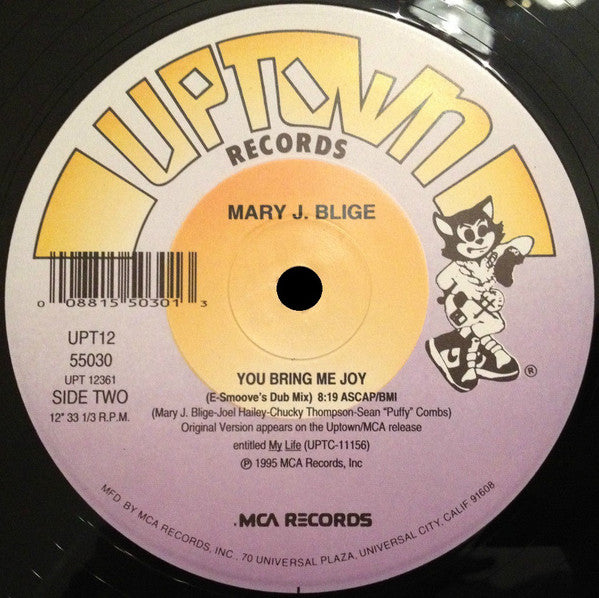 UPTOWN
RECORDS
MARY J. BLIGE
0 08815 50301 3
UPT12
55030
UPT 12361
SIDE TWO
12" 33 1/3 R.P.M.
YOU BRING ME JOY
(E-Smoove's Dub Mix) 8:19 ASCAP/BMI
(Mary J. Blige-Joel Hailey-Chucky Thompson-Sean "Puffy" Combs)
Original Version appears on the Uptown/MCA release
entitled My Life (UPTC-11156)
℗ 1995 MCA Records, Inc
®
.MCA RECORDS
MFD. BY MCA RECORDS, INC., 70 UNIVERSAL PLAZA, UNIVERSAL CITY, CALIF 91608